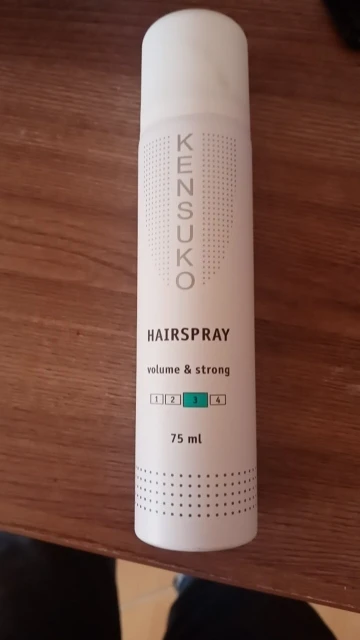 KENSUKO
HAIRSPRAY
volume & strong
1 2 3 4
75 ml